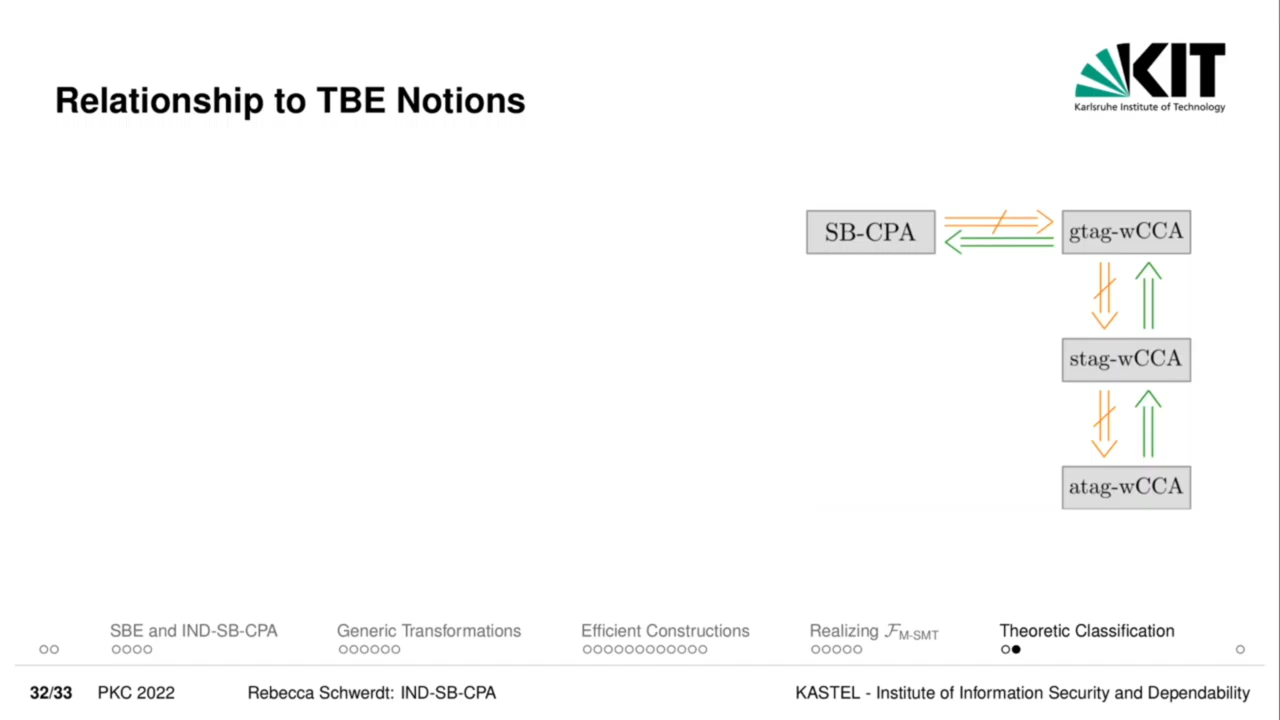 Relationship to TBE Notions
KIT
Karlsruhe Institute of Technology
SB-CPA
gtag-wCCA
stag-wCCA
atag-wCCA
SBE and IND-SB-CPA
Generic Transformations
Efficient Constructions
Realizing ℱM-SMT
Theoretic Classification
32/33 PKC 2022 Rebecca Schwerdt: IND-SB-CPA KASTEL - Institute of Information Security and Dependability